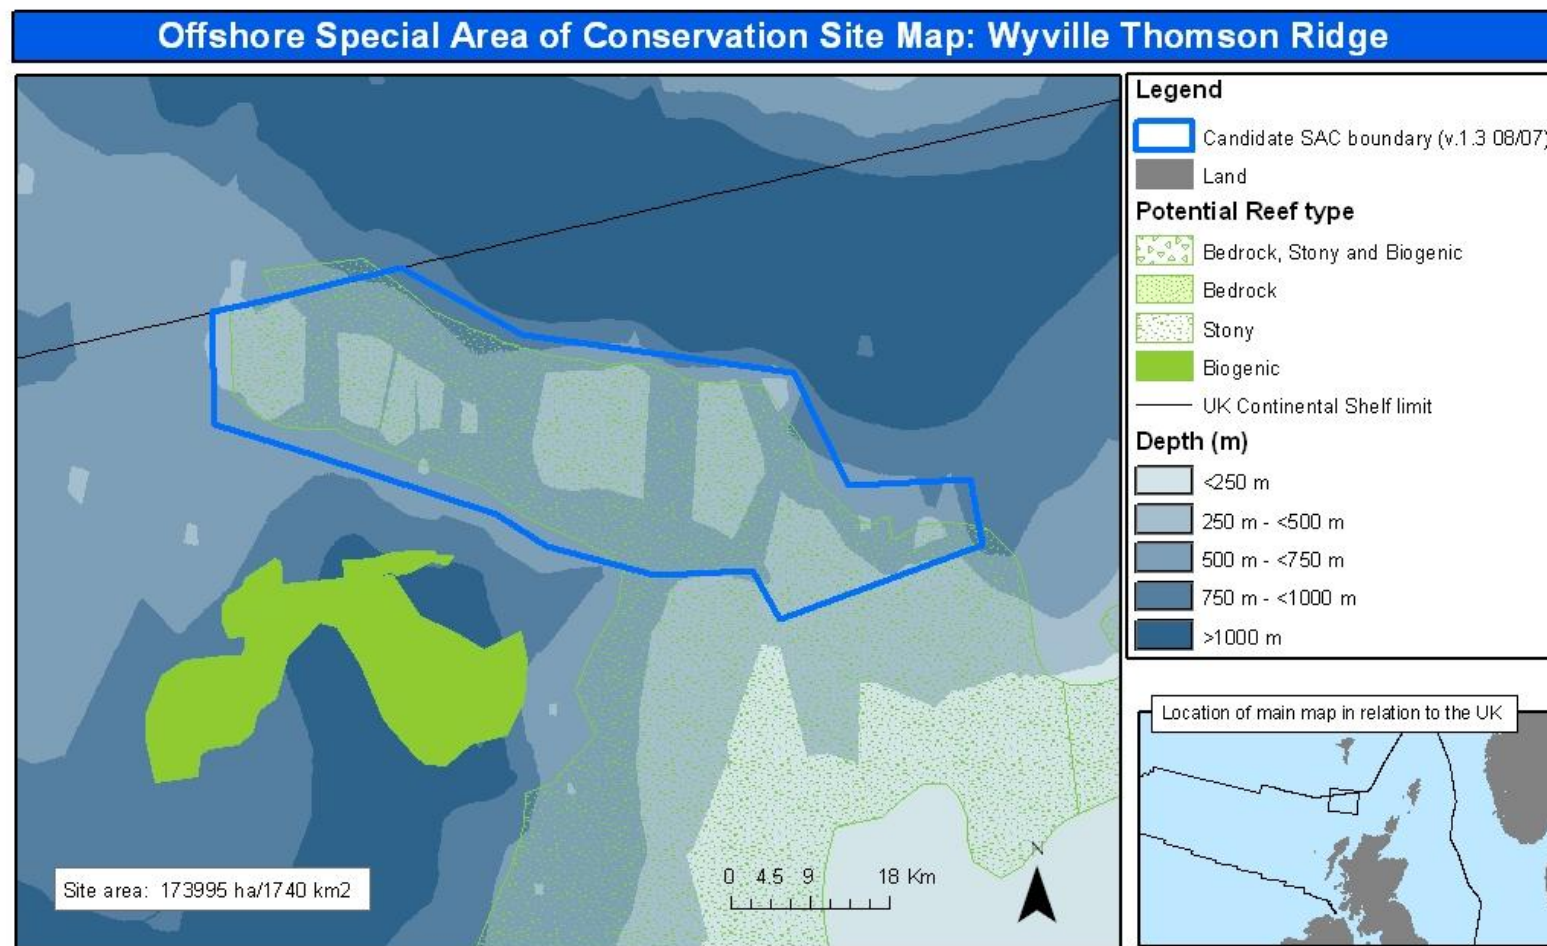 Offshore Special Area of Conservation Site Map: Wyville Thomson Ridge
Legend
Candidate SAC boundary (v.1.3 08/07)
Land
Potential Reef type
Bedrock, Stony and Biogenic
Bedrock
Stony
Biogenic
UK Continental Shelf limit
Depth (m)
<250 m
250 m - <500 m
500 m - <750 m
750 m - <1000 m
>1000 m
Location of main map in relation to the UK
Site area: 173995 ha/1740 km2
0 4.5 9 18 Km
N